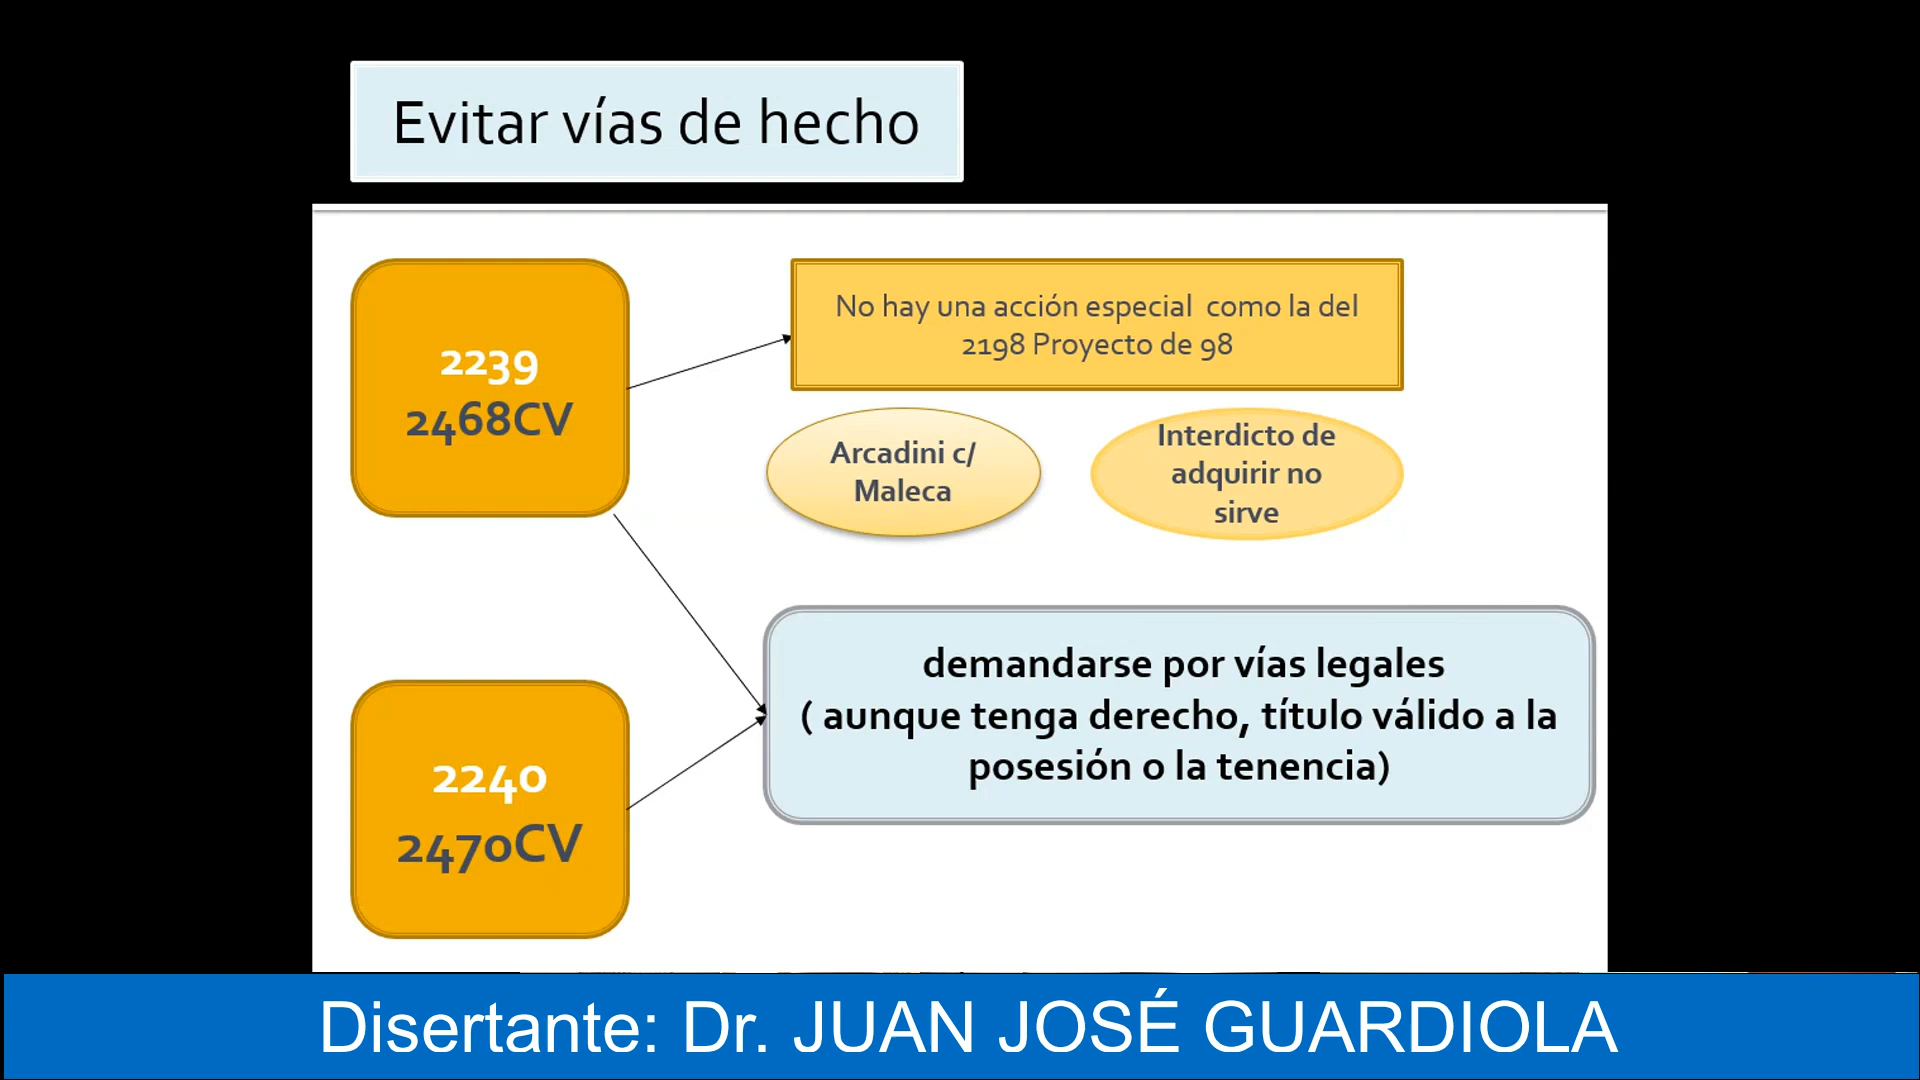 Evitar vías de hecho
2239
2468CV
No hay una acción especial como la del
2198 Proyecto de 98
Arcadini c/
Maleca
Interdicto de
adquirir no
sirve
demandarse por vías legales
( aunque tenga derecho, título válido a la
posesión o la tenencia)
2240
2470CV
Disertante: Dr. JUAN JOSÉ GUARDIOLA